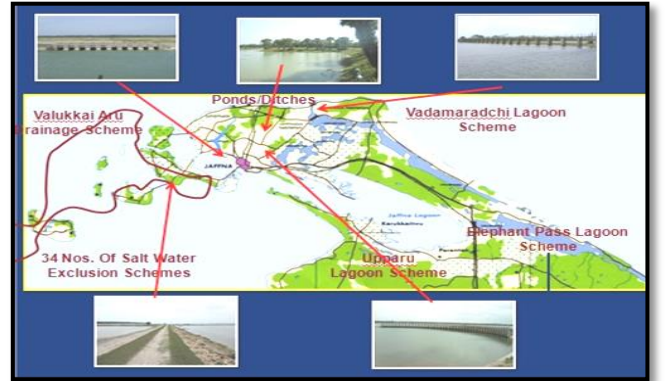 Ponds/Ditches
Valukkai Aru
Drainage Scheme
Vadamaradchi Lagoon
Scheme
JAFFNA
Jaffna Lagoon
Elephant Pass Lagoon
Scheme
34 Nos. Of Salt Water
Exclusion Schemes
Upparu
Lagoon Scheme